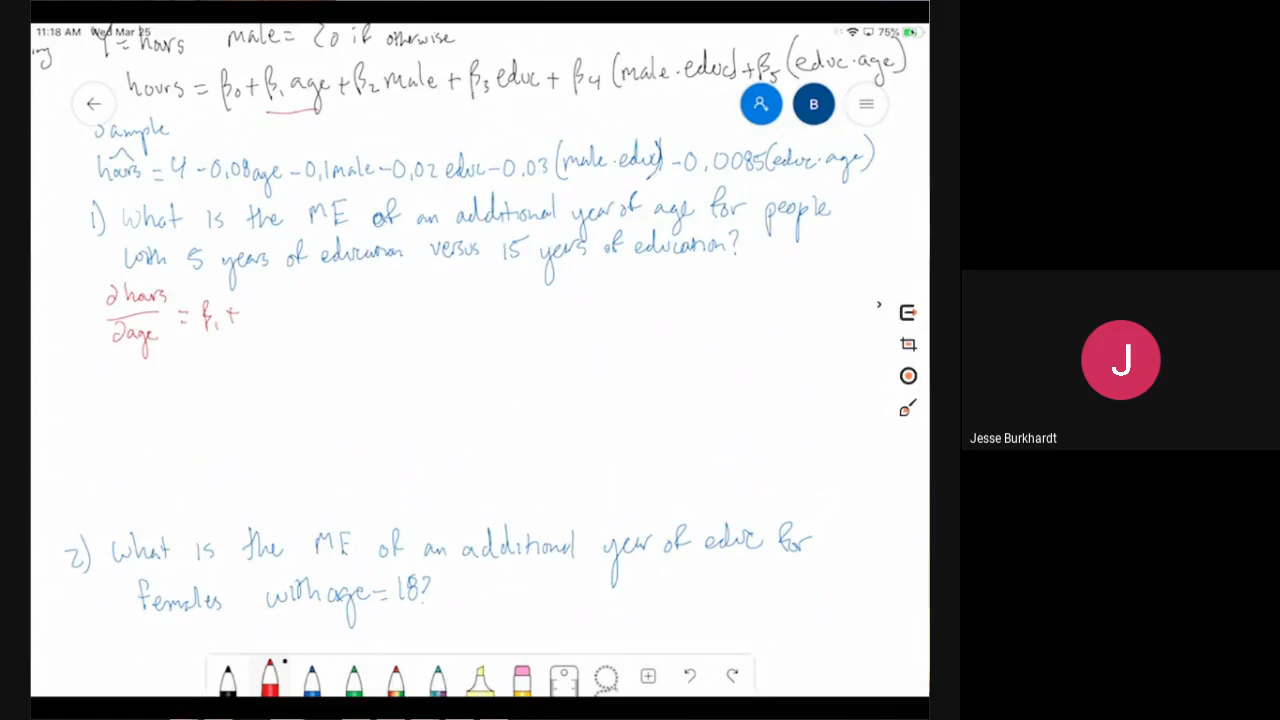 11:18 AM Wed Mar 25 75%
Y = hours male = {0 if otherwise
hours = β0 + β1 age + β2 male + β3 educ + β4 (male·educ) + β5 (educ·age)
B
Sample
hours = 4 - 0,08age - 0,1male - 0,02 educ - 0,03 (male·educ) - 0,0085(educ·age)
1) What is the ME of an additional year of age for people
with 5 years of education versus 15 years of education?
∂hours
∂age = β1 +
J
Jesse Burkhardt
2) What is the ME of an additional year of educ for
females with age = 18?